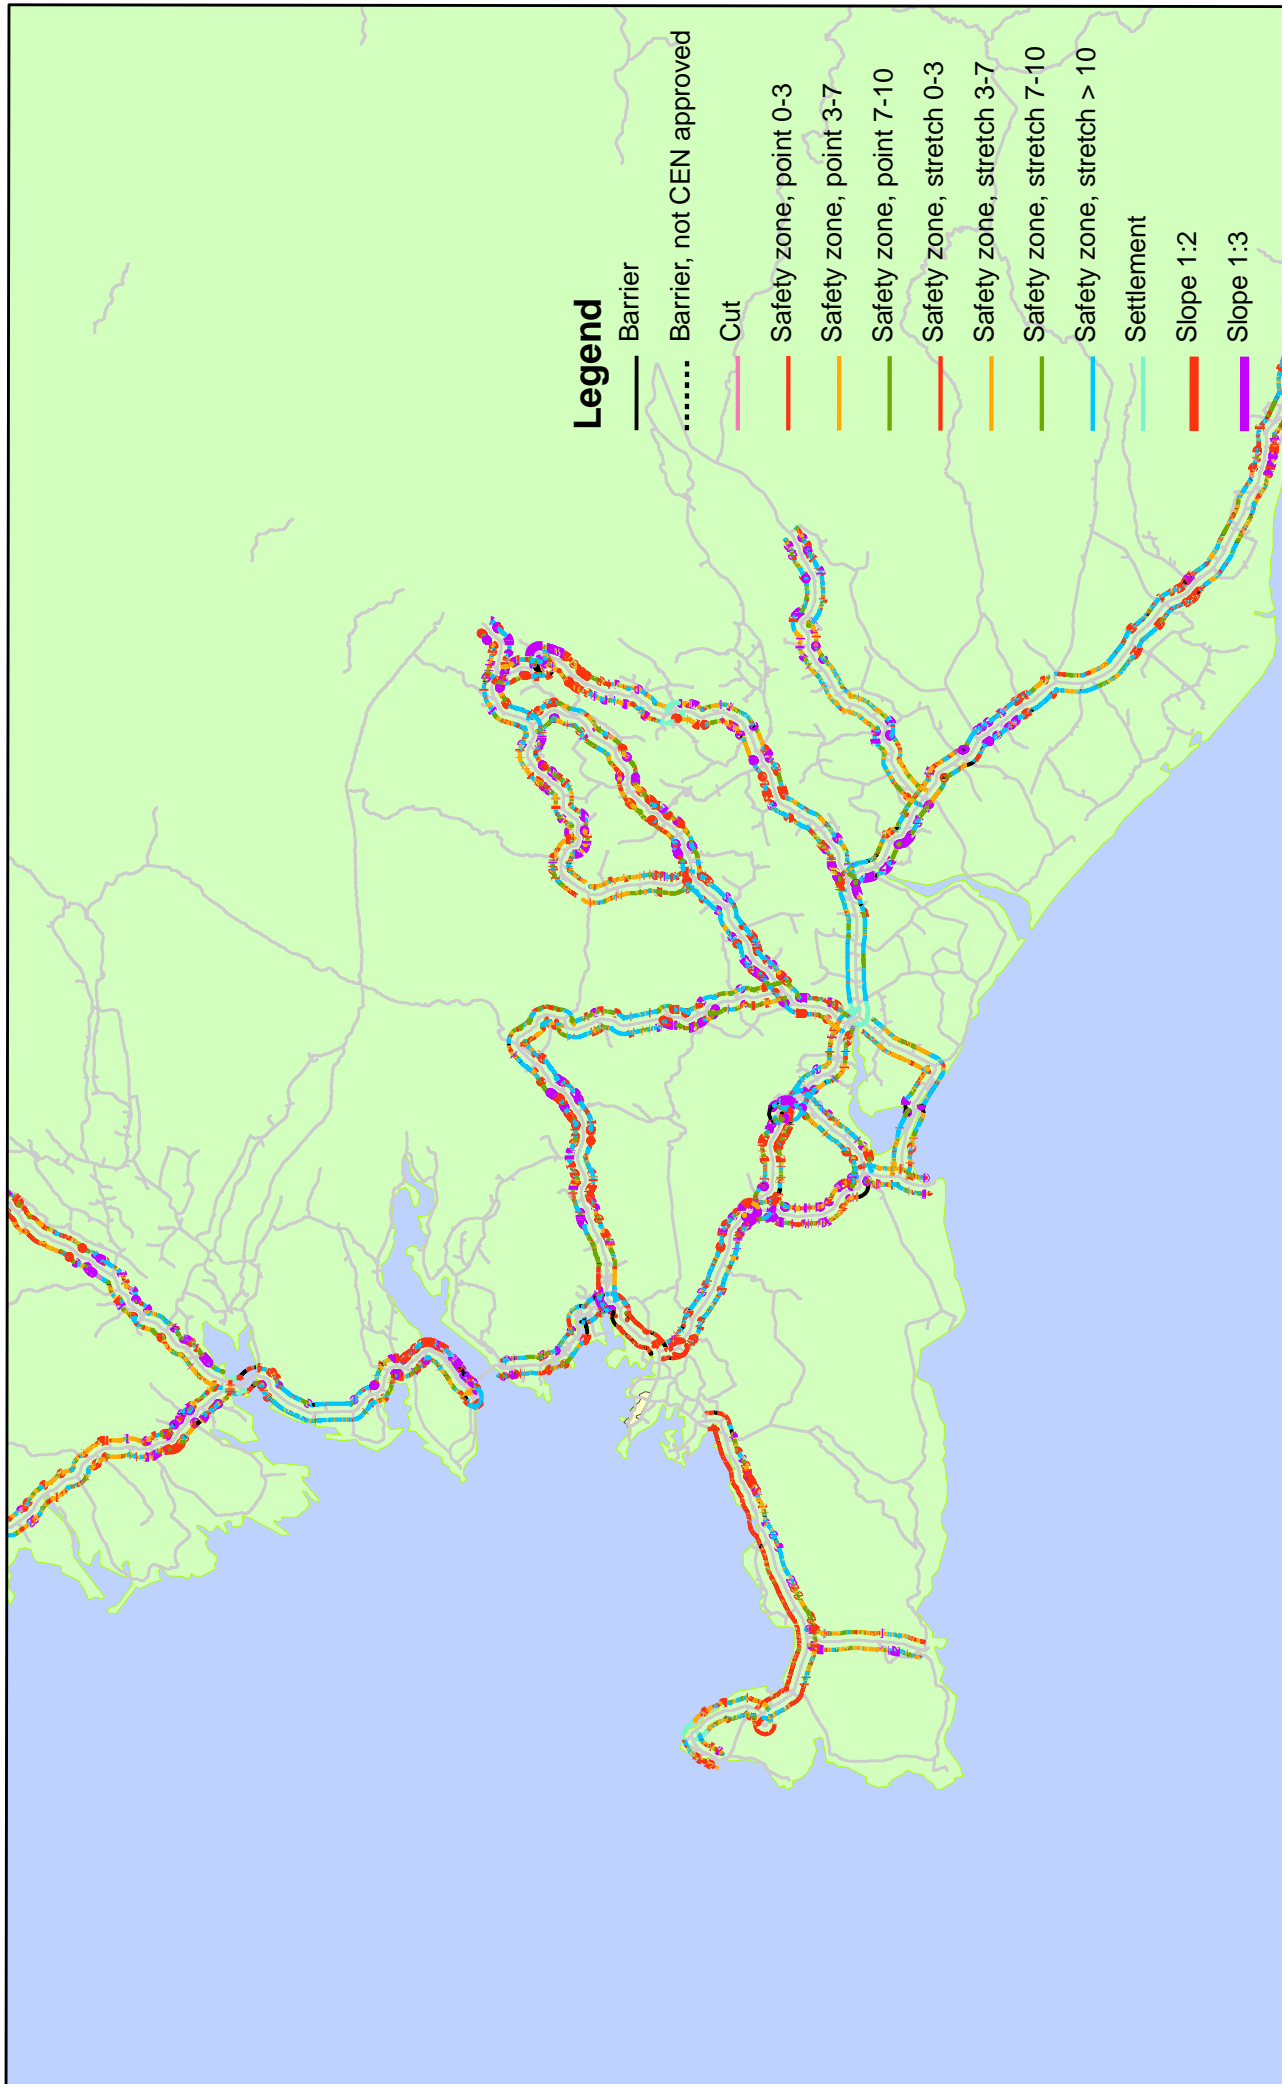 Legend
Barrier
Barrier, not CEN approved
Cut
Safety zone, point 0-3
Safety zone, point 3-7
Safety zone, point 7-10
Safety zone, stretch 0-3
Safety zone, stretch 3-7
Safety zone, stretch 7-10
Safety zone, stretch > 10
Settlement
Slope 1:2
Slope 1:3